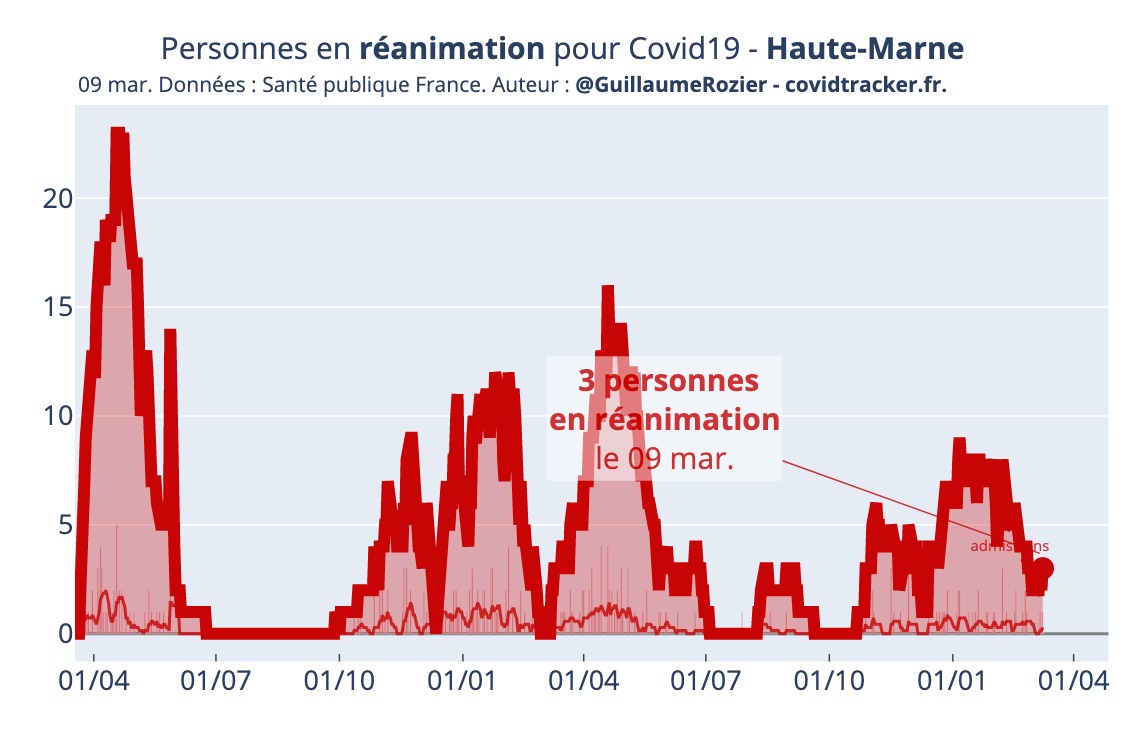 Personnes en réanimation pour Covid19 - Haute-Marne
09 mar. Données : Santé publique France. Auteur : @GuillaumeRozier - covidtracker.fr.
20
15
10
5
0
3 personnes
en réanimation
le 09 mar.
admissions
01/04
01/07
01/10
01/01
01/04
01/07
01/10
01/01
01/04